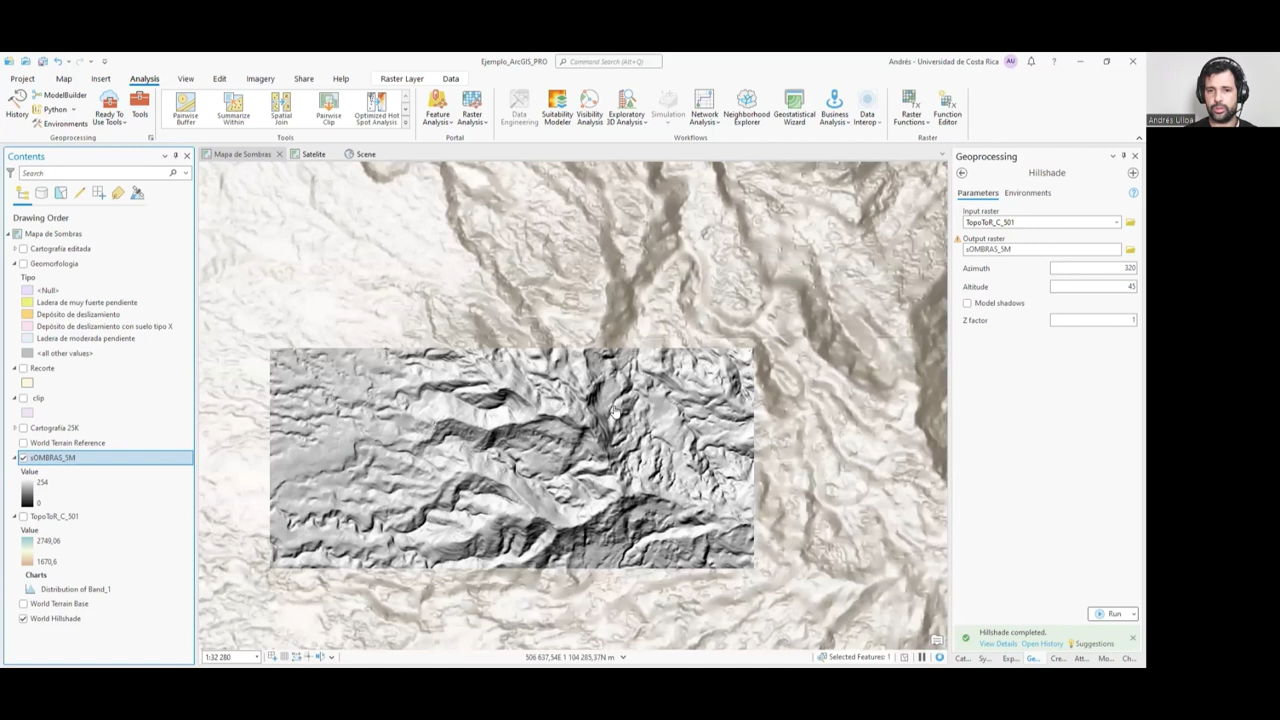 Ejemplo_ArcGIS_PRO
Command Search (Alt+Q)
Andrés - Universidad de Costa Rica
AU
?
Project Map Insert Analysis View Edit Imagery Share Help Raster Layer Data
History
ModelBuilder
Python
Environments
Ready To Use Tools
Tools
Geoprocessing
Pairwise Buffer
Summarize Within
Spatial Join
Pairwise Clip
Optimized Hot Spot Analysis
Tools
Feature Analysis
Raster Analysis
Portal
Data Engineering
Suitability Modeler
Visibility Analysis
Exploratory 3D Analysis
Simulation
Network Analysis
Neighborhood Explorer
Geostatistical Wizard
Business Analysis
Data Interop
Workflows
Raster Functions
Function Editor
Raster
Andrés Ulloa
Contents
Search
Drawing Order
Mapa de Sombras
Cartografía editada
Geomorfologia
Tipo
<Null>
Ladera de muy fuerte pendiente
Depósito de deslizamiento
Depósito de deslizamiento con suelo tipo X
Ladera de moderada pendiente
<all other values>
Recorte
clip
Cartografía 25K
World Terrain Reference
sOMBRAS_5M
Value
254
0
TopoToR_C_501
Value
2749,06
1670,6
Charts
Distribution of Band_1
World Terrain Base
World Hillshade
Mapa de Sombras
Satelite
Scene
1:32 280
506 637,54E 1 104 285,37N m
Selected Features: 1
Geoprocessing
Hillshade
Parameters Environments
Input raster
TopoToR_C_501
Output raster
sOMBRAS_5M
Azimuth 320
Altitude 45
Model shadows
Z factor 1
Run
Hillshade completed.
View Details Open History Suggestions
Cat... Sy... Exp... Ge... Cre... Att... Mo... Ch...